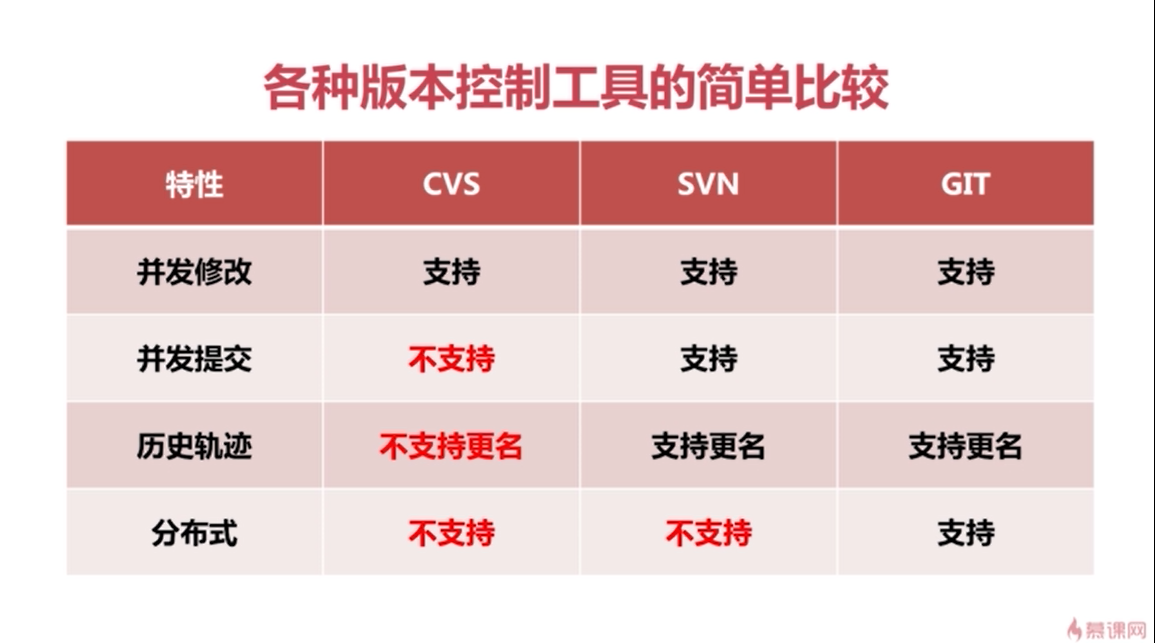 各种版本控制工具的简单比较
特性 CVS SVN GIT
并发修改 支持 支持 支持
并发提交 不支持 支持 支持
历史轨迹 不支持更名 支持更名 支持更名
分布式 不支持 不支持 支持
慕课网